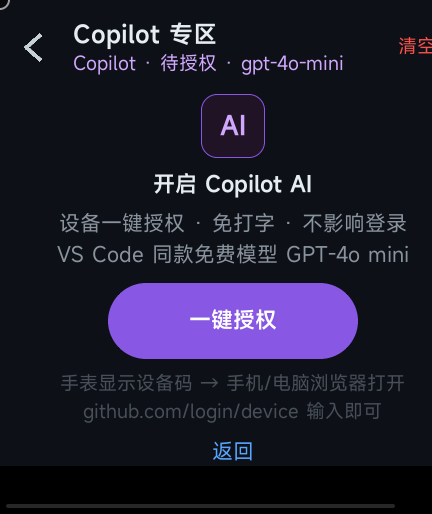 Copilot 专区
Copilot · 待授权 · gpt-4o-mini
清空
AI
开启 Copilot AI
设备一键授权 · 免打字 · 不影响登录
VS Code 同款免费模型 GPT-4o mini
一键授权
手表显示设备码 → 手机/电脑浏览器打开
github.com/login/device 输入即可
返回